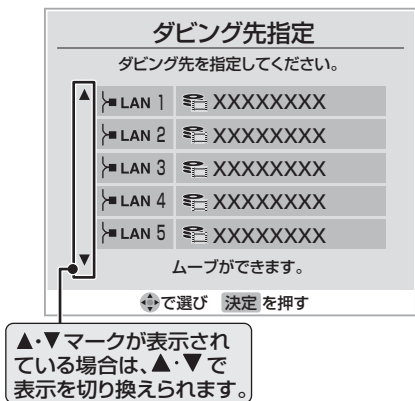 ダビング先指定
ダビング先を指定してください。
▲
LAN 1 XXXXXXXX
LAN 2 XXXXXXXX
LAN 3 XXXXXXXX
LAN 4 XXXXXXXX
LAN 5 XXXXXXXX
▼
ムーブができます。
で選び 決定 を押す
▲・▼マークが表示され
ている場合は、▲・▼で
表示を切り換えられます。